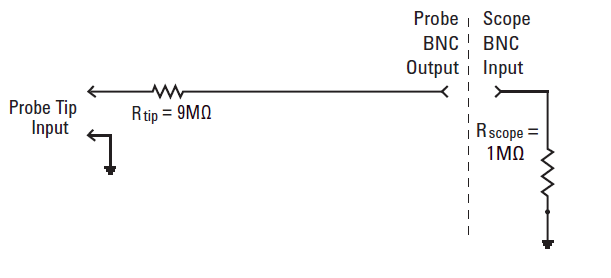 Probe
BNC
Output
Scope
BNC
Input
Probe Tip
Input
Rtip = 9MΩ
Rscope =
1MΩ